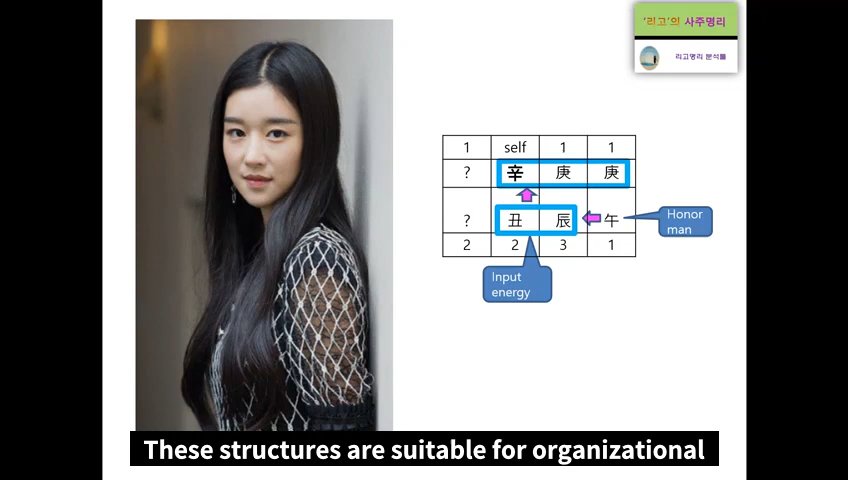 '리고'의 사주명리
리고명리 분석틀
1 self 1 1
? 辛 庚 庚
? 丑 辰 午
2 2 3 1
Honor
man
Input
energy
These structures are suitable for organizational